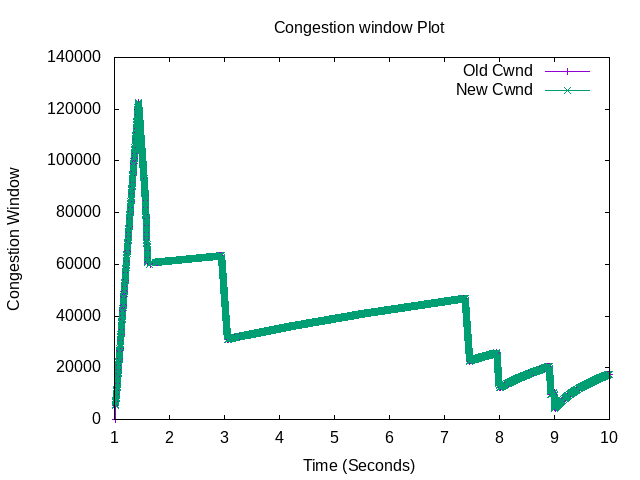 Congestion window Plot
140000
120000
100000
80000
60000
40000
20000
0
1 2 3 4 5 6 7 8 9 10
Congestion Window
Time (Seconds)
Old Cwnd
New Cwnd